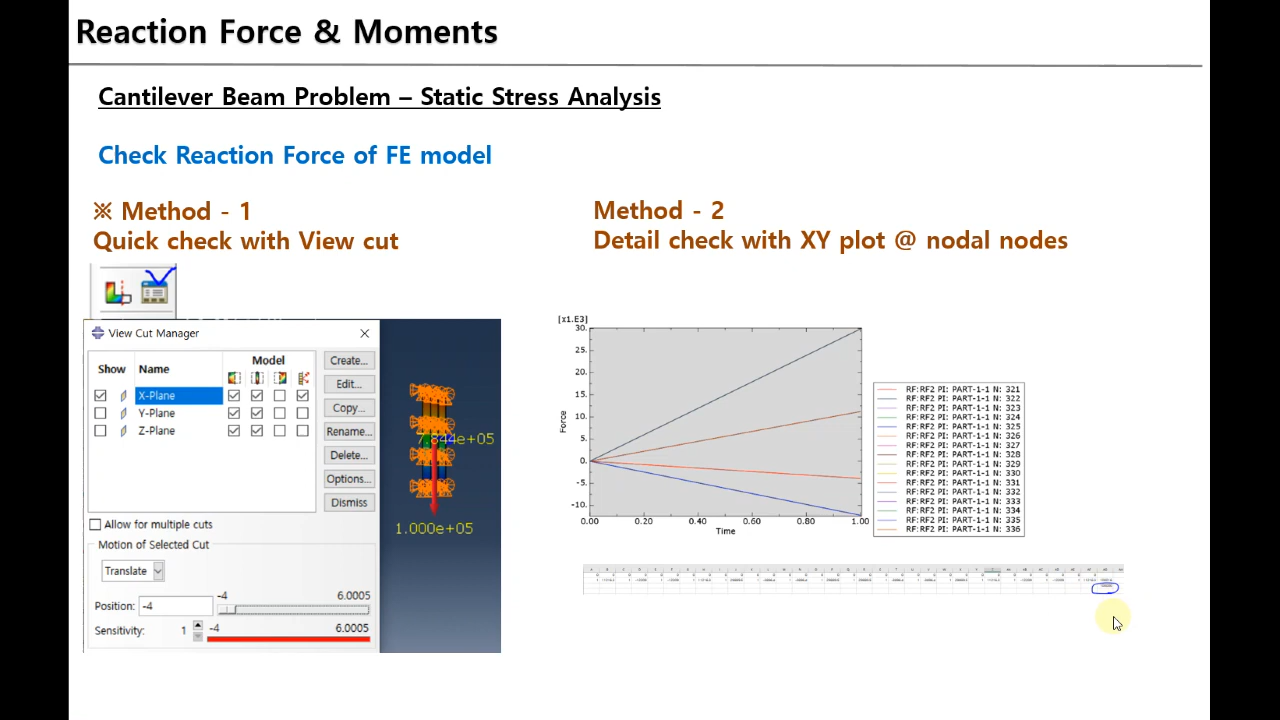 Reaction Force & Moments
Cantilever Beam Problem – Static Stress Analysis
Check Reaction Force of FE model
※ Method - 1
Quick check with View cut
Method - 2
Detail check with XY plot @ nodal nodes
View Cut Manager
Show
Name
Model
X-Plane
Y-Plane
Z-Plane
Create...
Edit...
Copy...
Rename...
Delete...
Options...
Dismiss
Allow for multiple cuts
Motion of Selected Cut
Translate
Position:
-4
-4
6.0005
Sensitivity:
1
-4
6.0005
7.844e+05
1.000e+05
[x1.E3]
30.
25.
20.
15.
10.
5.
0.
-5.
-10.
Force
0.00
0.20
0.40
0.60
0.80
1.00
Time
RF:RF2 PI: PART-1-1 N: 321
RF:RF2 PI: PART-1-1 N: 322
RF:RF2 PI: PART-1-1 N: 323
RF:RF2 PI: PART-1-1 N: 324
RF:RF2 PI: PART-1-1 N: 325
RF:RF2 PI: PART-1-1 N: 326
RF:RF2 PI: PART-1-1 N: 327
RF:RF2 PI: PART-1-1 N: 328
RF:RF2 PI: PART-1-1 N: 329
RF:RF2 PI: PART-1-1 N: 330
RF:RF2 PI: PART-1-1 N: 331
RF:RF2 PI: PART-1-1 N: 332
RF:RF2 PI: PART-1-1 N: 333
RF:RF2 PI: PART-1-1 N: 334
RF:RF2 PI: PART-1-1 N: 335
RF:RF2 PI: PART-1-1 N: 336